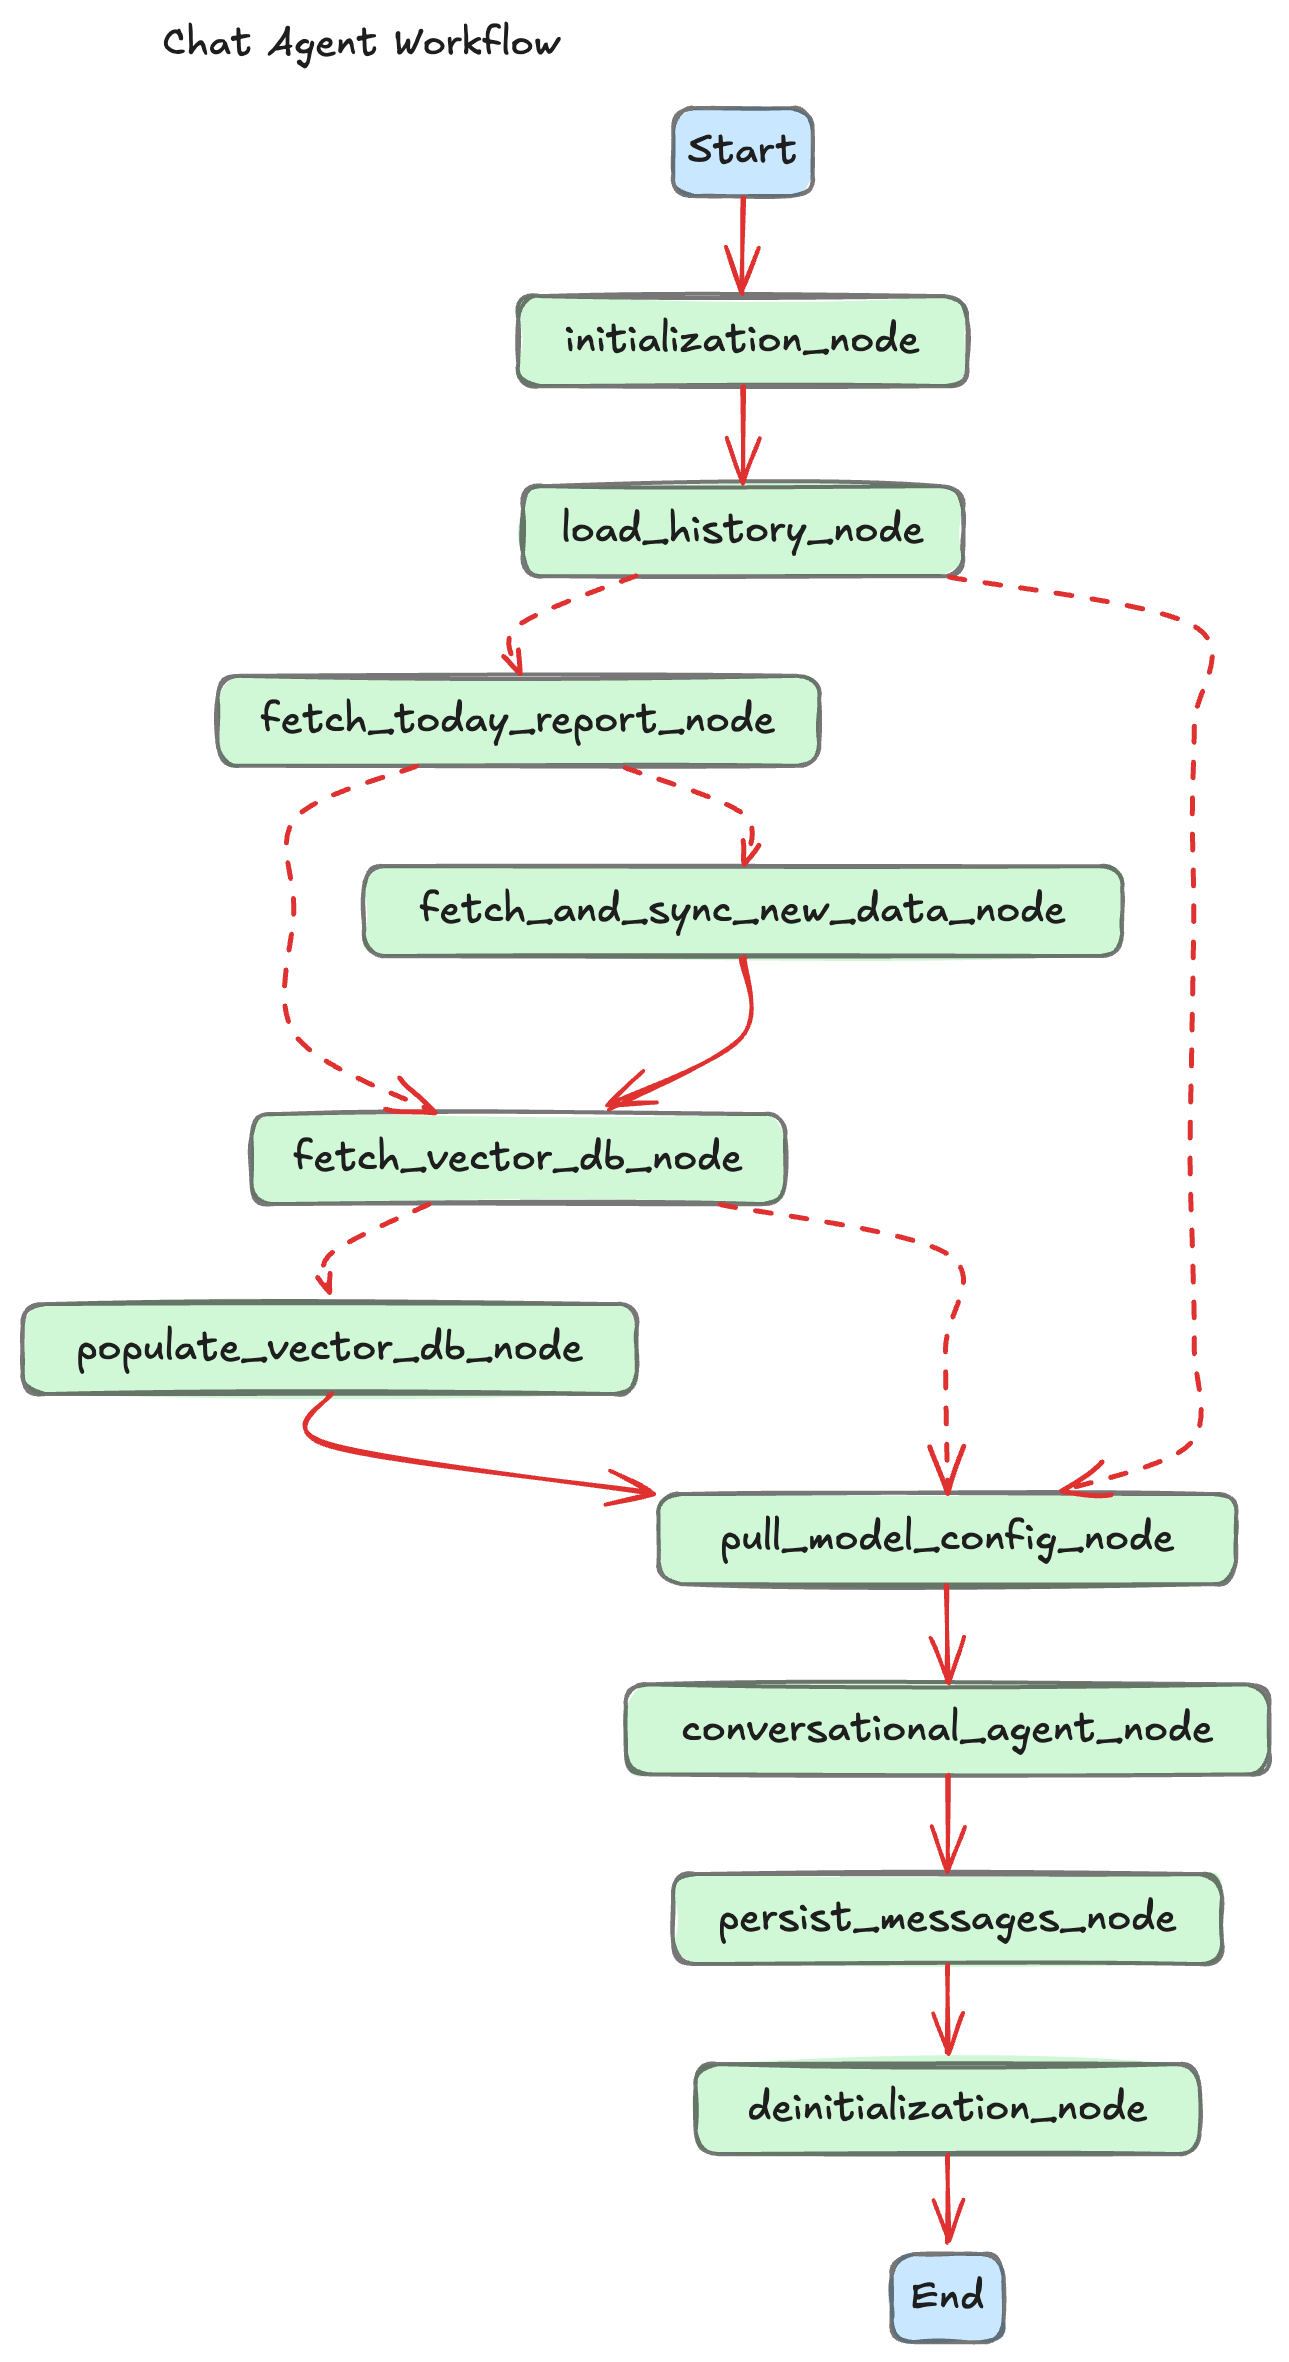 Chat Agent Workflow
Start
initialization_node
load_history_node
fetch_today_report_node
fetch_and_sync_new_data_node
fetch_vector_db_node
populate_vector_db_node
pull_model_config_node
conversational_agent_node
persist_messages_node
deinitialization_node
End